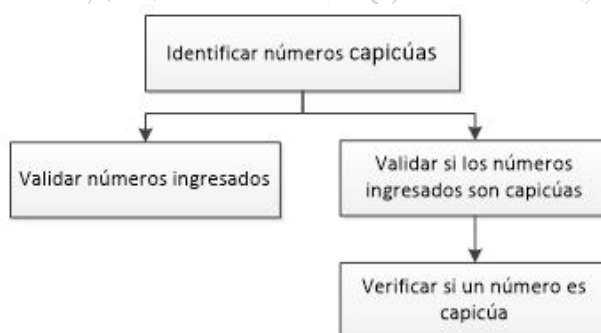 Identificar números capicúas
Validar números ingresados
Validar si los números
ingresados son capicúas
Verificar si un número es
capicúa